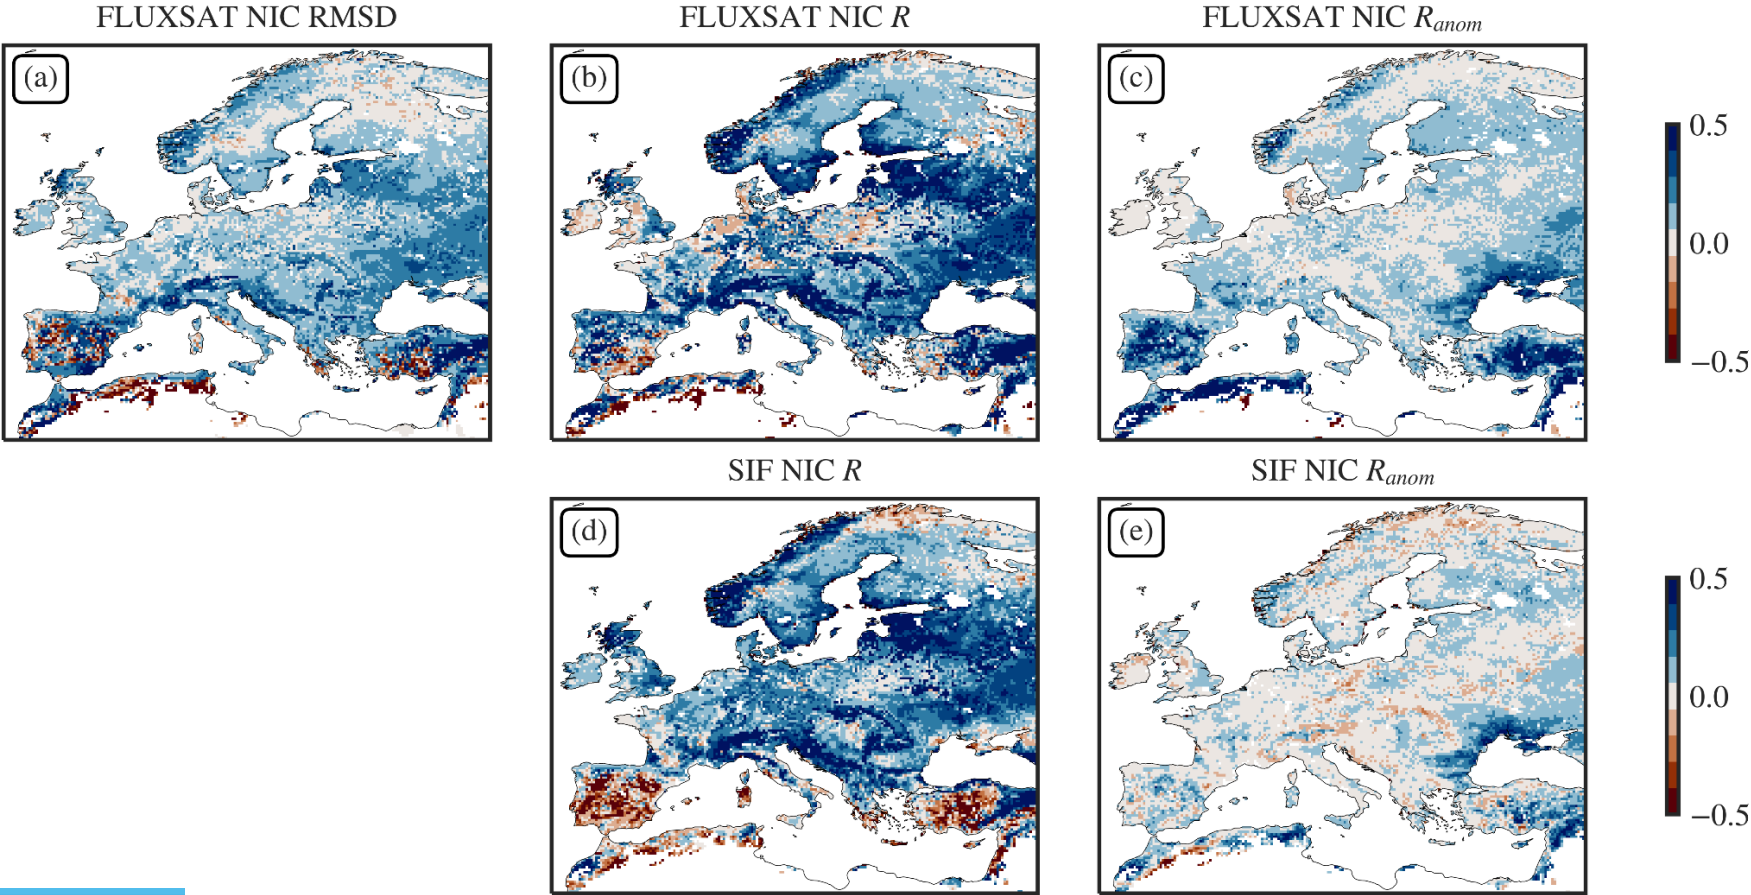 FLUXSAT NIC RMSD
FLUXSAT NIC R
FLUXSAT NIC Ranom
(a)
(b)
(c)
0.5
0.0
−0.5
SIF NIC R
SIF NIC Ranom
(d)
(e)
0.5
0.0
−0.5